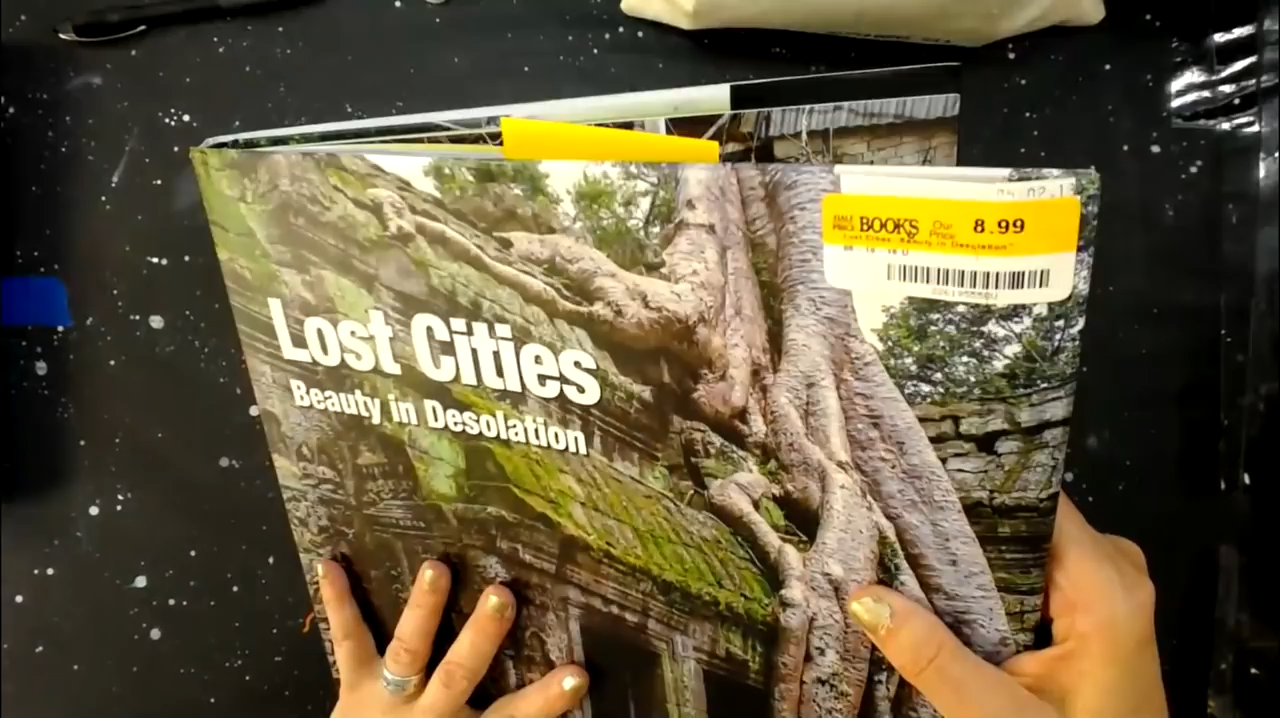 HALF PRICE BOOKS Our Price 8.99
"Lost Cities: Beauty in Desolation"
Lost Cities
Beauty in Desolation